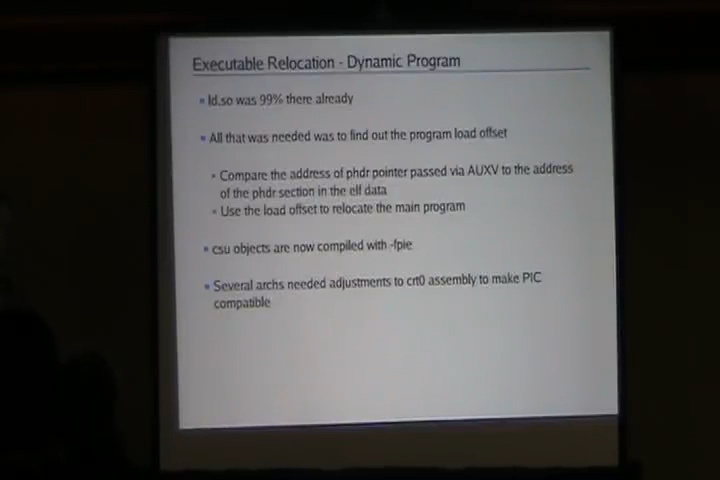 Executable Relocation - Dynamic Program
ld.so was 99% there already
All that was needed was to find out the program load offset
Compare the address of phdr pointer passed via AUXV to the address
of the phdr section in the elf data
Use the load offset to relocate the main program
csu objects are now compiled with -fpie
Several archs needed adjustments to crt0 assembly to make PIC
compatible